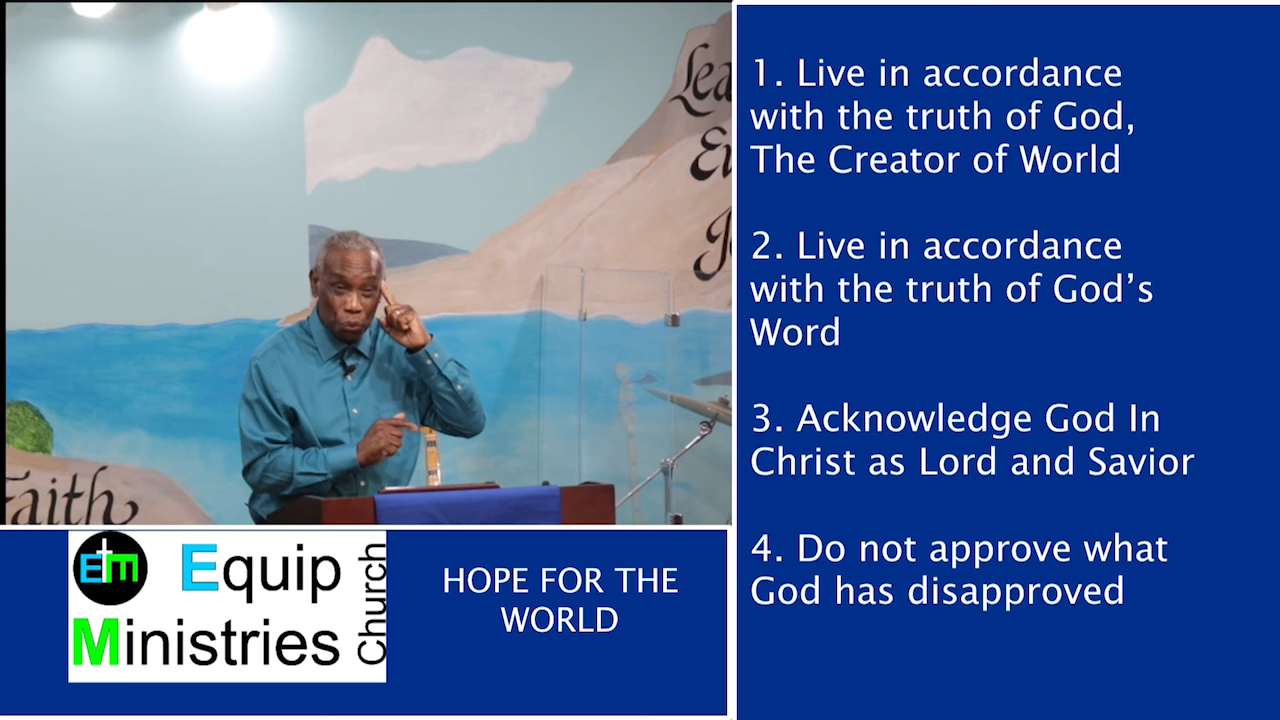 1. Live in accordance
with the truth of God,
The Creator of World
2. Live in accordance
with the truth of God’s
Word
3. Acknowledge God In
Christ as Lord and Savior
4. Do not approve what
God has disapproved
Faith
Etm
Equip
Ministries
Church
HOPE FOR THE
WORLD